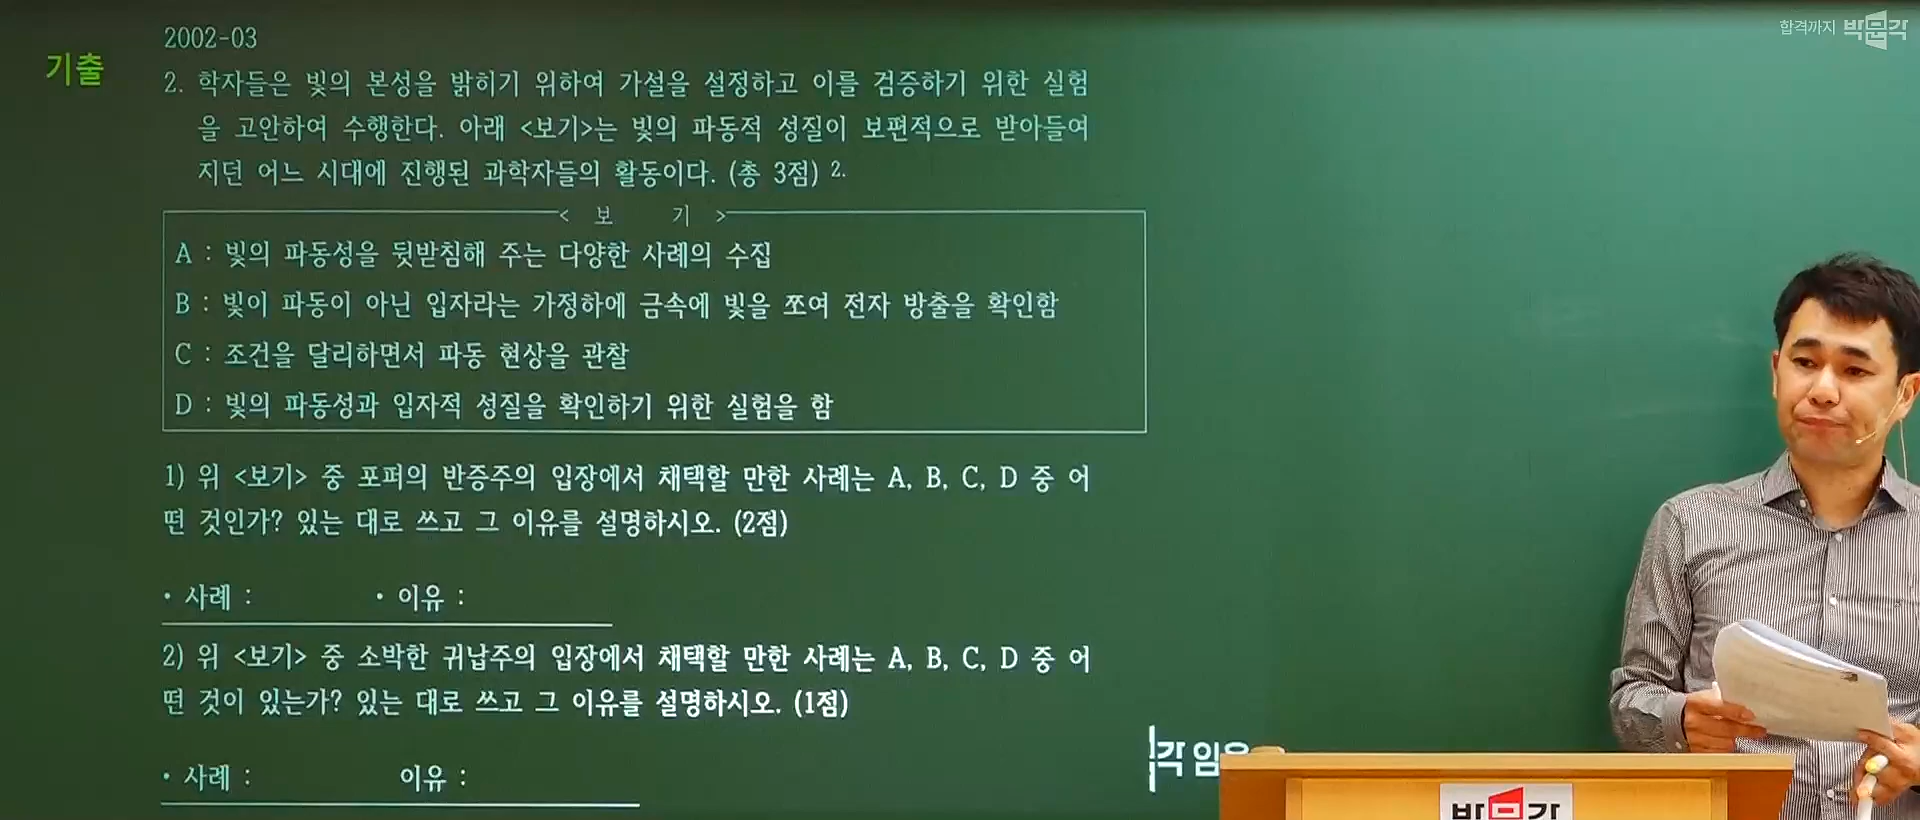 합격까지 박문각
기출
2002-03
2. 학자들은 빛의 본성을 밝히기 위하여 가설을 설정하고 이를 검증하기 위한 실험
을 고안하여 수행한다. 아래 <보기>는 빛의 파동적 성질이 보편적으로 받아들여
지던 어느 시대에 진행된 과학자들의 활동이다. (총 3점) 2.
< 보 기 >
A : 빛의 파동성을 뒷받침해 주는 다양한 사례의 수집
B : 빛이 파동이 아닌 입자라는 가정하에 금속에 빛을 쪼여 전자 방출을 확인함
C : 조건을 달리하면서 파동 현상을 관찰
D : 빛의 파동성과 입자적 성질을 확인하기 위한 실험을 함
1) 위 <보기> 중 포퍼의 반증주의 입장에서 채택할 만한 사례는 A, B, C, D 중 어
떤 것인가? 있는 대로 쓰고 그 이유를 설명하시오. (2점)
• 사례 : • 이유 :
2) 위 <보기> 중 소박한 귀납주의 입장에서 채택할 만한 사례는 A, B, C, D 중 어
떤 것이 있는가? 있는 대로 쓰고 그 이유를 설명하시오. (1점)
• 사례 : 이유 :
각 임용
박문각